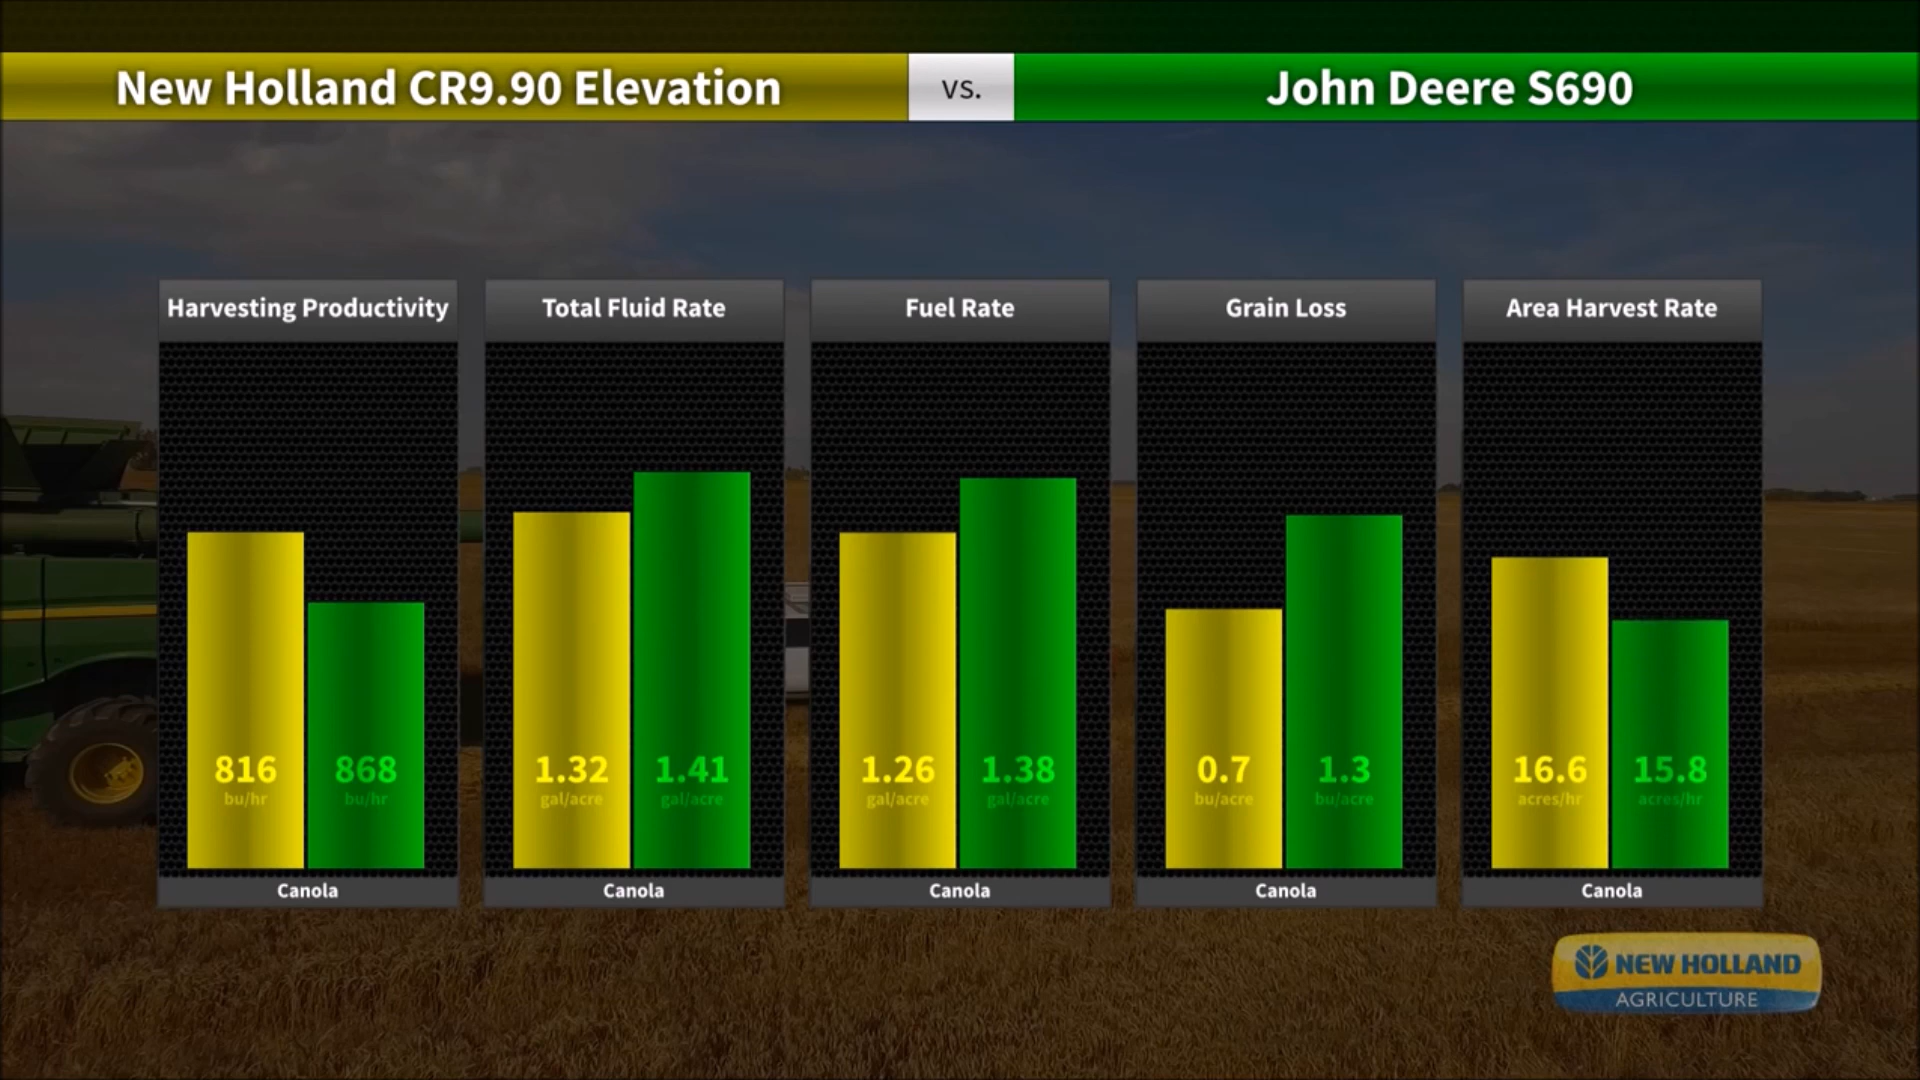 New Holland CR9.90 Elevation
vs.
John Deere S690
Harvesting Productivity
816
bu/hr
868
bu/hr
Canola
Total Fluid Rate
1.32
gal/acre
1.41
gal/acre
Canola
Fuel Rate
1.26
gal/acre
1.38
gal/acre
Canola
Grain Loss
0.7
bu/acre
1.3
bu/acre
Canola
Area Harvest Rate
16.6
acres/hr
15.8
acres/hr
Canola
NEW HOLLAND
AGRICULTURE